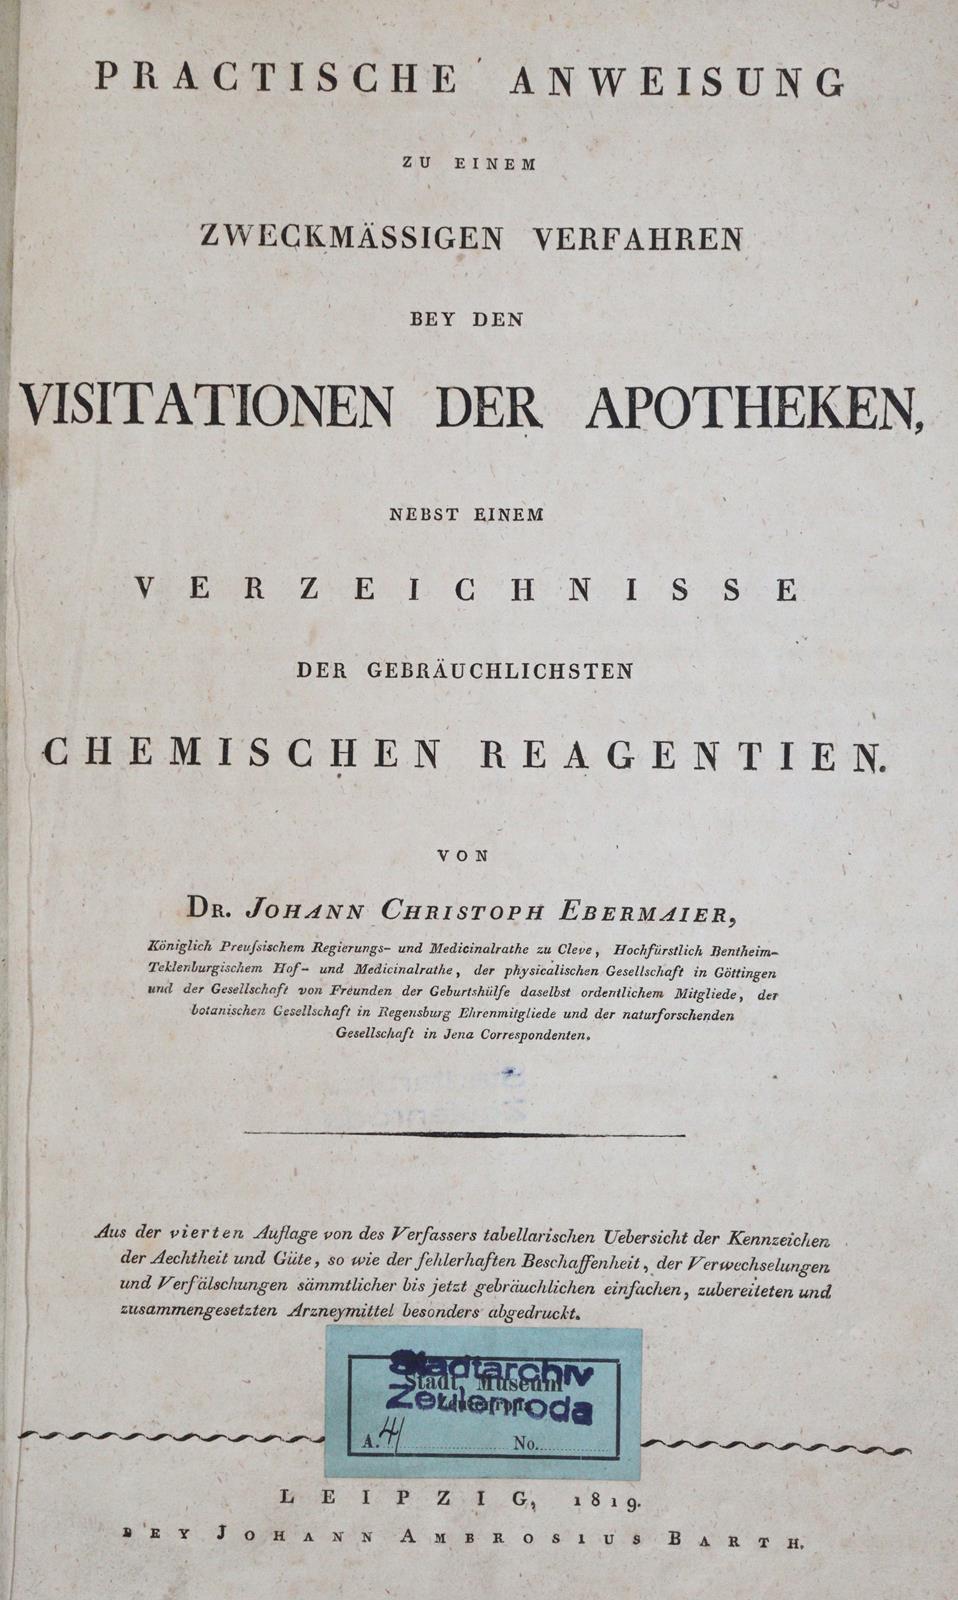 PRACTISCHE ANWEISUNG
ZU EINEM
ZWECKMÄSSIGEN VERFAHREN
BEY DEN
VISITATIONEN DER APOTHEKEN,
NEBST EINEM
VERZEICHNISSE
DER GEBRÄUCHLICHSTEN
CHEMISCHEN REAGENTIEN.
VON
DR. JOHANN CHRISTOPH EBERMAIER,
Königlich Preuſsischem Regierungs- und Medicinalrathe zu Cleve, Hochfürstlich Bentheim-
Teklenburgischem Hof- und Medicinalrathe, der physicalischen Gesellschaft in Göttingen
und der Gesellschaft von Freunden der Geburtshülfe daselbst ordentlichem Mitgliede, der
botanischen Gesellschaft in Regensburg Ehrenmitgliede und der naturforschenden
Gesellschaft in Jena Correspondenten.
Aus der vierten Auflage von des Verfassers tabellarischen Uebersicht der Kennzeichen
der Aechtheit und Güte, so wie der fehlerhaften Beschaffenheit, der Verwechselungen
und Verfälschungen sämmtlicher bis jetzt gebräuchlichen einfachen, zubereiteten und
zusammengesetzten Arzneymittel besonders abgedruckt.
Stadtarchiv
Städt. Museum
Zeulenroda
A. 41 No.
LEIPZIG, 1819.
BEY JOHANN AMBROSIUS BARTH.